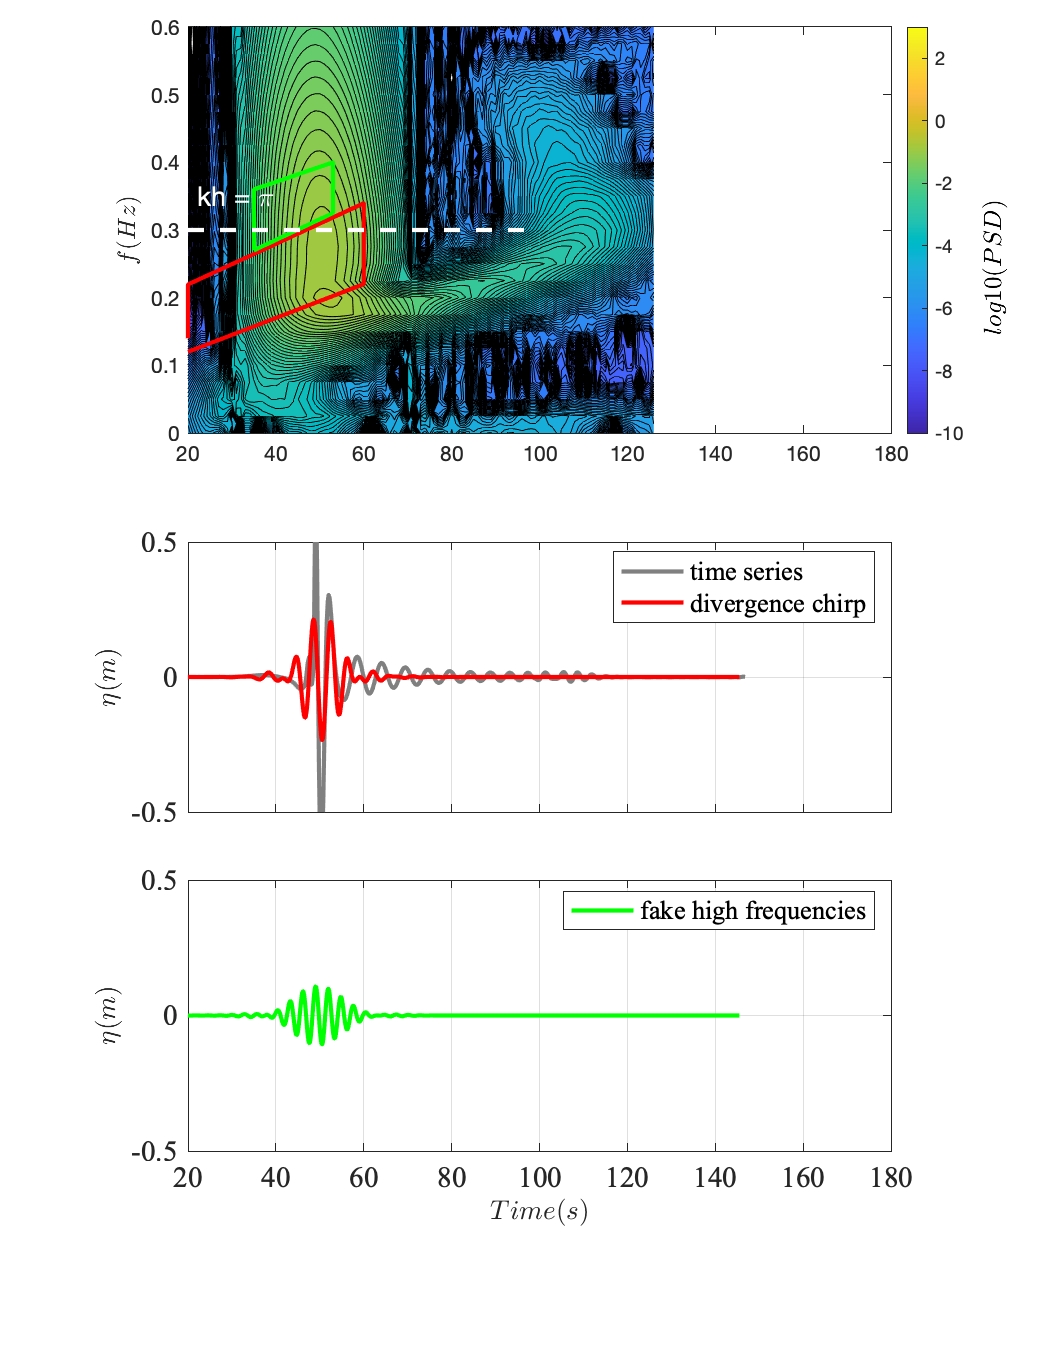 0.6
0.5
0.4
0.3
0.2
0.1
0
f(Hz)
kh = π
20 40 60 80 100 120 140 160 180
2
0
-2
-4
-6
-8
-10
log10(PSD)
0.5
0
-0.5
η(m)
time series
divergence chirp
0.5
0
-0.5
η(m)
fake high frequencies
20 40 60 80 100 120 140 160 180
Time(s)